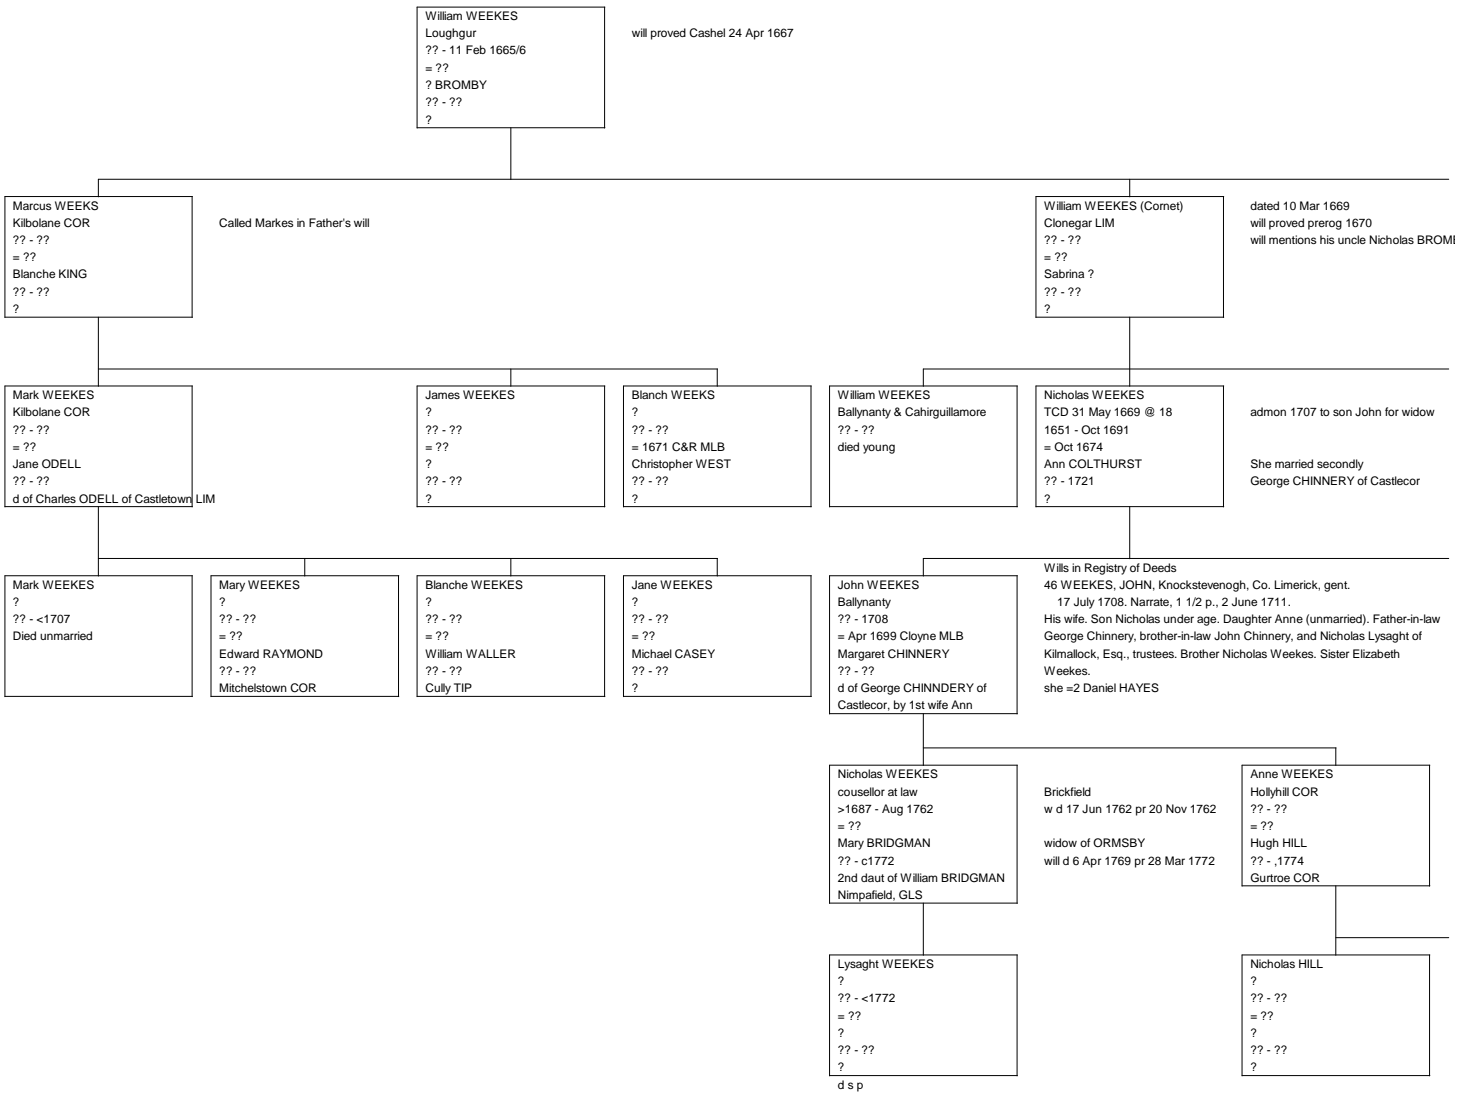 William WEEKES
Loughgur
?? - 11 Feb 1665/6
= ??
? BROMBY
?? - ??
?
will proved Cashel 24 Apr 1667
Marcus WEEKS
Kilbolane COR
?? - ??
= ??
Blanche KING
?? - ??
?
Called Markes in Father's will
William WEEKES (Cornet)
Clonegar LIM
?? - ??
= ??
Sabrina ?
?? - ??
?
dated 10 Mar 1669
will proved prerog 1670
will mentions his uncle Nicholas BROM
Mark WEEKES
Kilbolane COR
?? - ??
= ??
Jane ODELL
?? - ??
d of Charles ODELL of Castletown LIM
James WEEKES
?
?? - ??
= ??
?
?? - ??
?
Blanch WEEKS
?
?? - ??
= 1671 C&R MLB
Christopher WEST
?? - ??
?
William WEEKES
Ballynanty & Cahirguillamore
?? - ??
died young
Nicholas WEEKES
TCD 31 May 1669 @ 18
1651 - Oct 1691
= Oct 1674
Ann COLTHURST
?? - 1721
?
admon 1707 to son John for widow
She married secondly
George CHINNERY of Castlecor
Mark WEEKES
?
?? - <1707
Died unmarried
Mary WEEKES
?
?? - ??
= ??
Edward RAYMOND
?? - ??
Mitchelstown COR
Blanche WEEKES
?
?? - ??
= ??
William WALLER
?? - ??
Cully TIP
Jane WEEKES
?
?? - ??
= ??
Michael CASEY
?? - ??
?
John WEEKES
Ballynanty
?? - 1708
= Apr 1699 Cloyne MLB
Margaret CHINNERY
?? - ??
d of George CHINNDERY of
Castlecor, by 1st wife Ann
Wills in Registry of Deeds
46 WEEKES, JOHN, Knockstevenogh, Co. Limerick, gent.
17 July 1708. Narrate, 1 1/2 p., 2 June 1711.
His wife. Son Nicholas under age. Daughter Anne (unmarried). Father-in-law
George Chinnery, brother-in-law John Chinnery, and Nicholas Lysaght of
Kilmallock, Esq., trustees. Brother Nicholas Weekes. Sister Elizabeth
Weekes.
she =2 Daniel HAYES
Nicholas WEEKES
cousellor at law
>1687 - Aug 1762
= ??
Mary BRIDGMAN
?? - c1772
2nd daut of William BRIDGMAN
Nimpafield, GLS
Brickfield
w d 17 Jun 1762 pr 20 Nov 1762
widow of ORMSBY
will d 6 Apr 1769 pr 28 Mar 1772
Anne WEEKES
Hollyhill COR
?? - ??
= ??
Hugh HILL
?? - ,1774
Gurtroe COR
Lysaght WEEKES
?
?? - <1772
= ??
?
?? - ??
?
d s p
Nicholas HILL
?
?? - ??
= ??
?
?? - ??
?